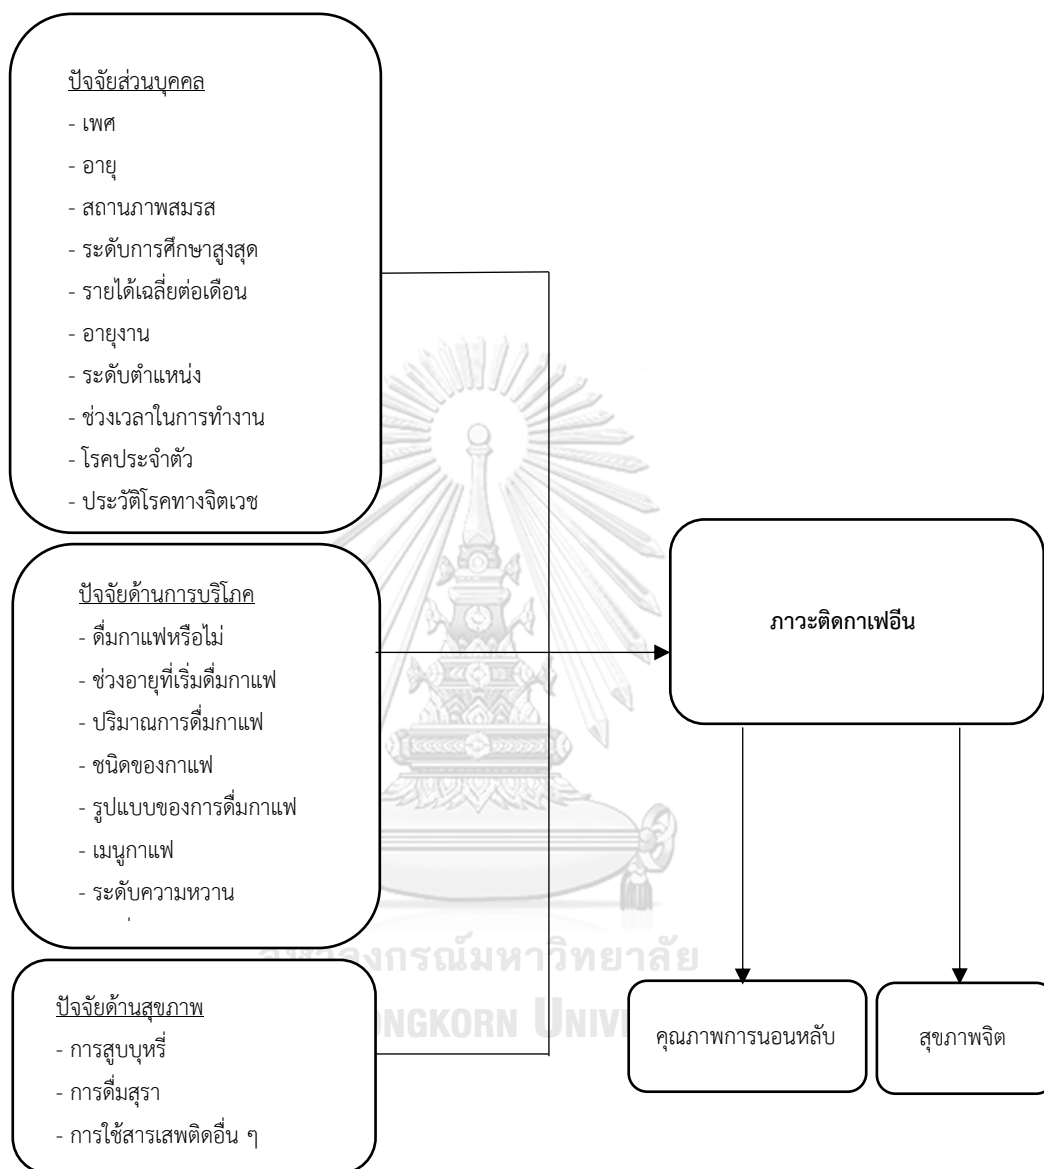 ปัจจัยส่วนบุคคล
- เพศ
- อายุ
- สถานภาพสมรส
- ระดับการศึกษาสูงสุด
- รายได้เฉลี่ยต่อเดือน
- อายุงาน
- ระดับตำแหน่ง
- ช่วงเวลาในการทำงาน
- โรคประจำตัว
- ประวัติโรคทางจิตเวช
ปัจจัยด้านการบริโภค
- ดื่มกาแฟหรือไม่
- ช่วงอายุที่เริ่มดื่มกาแฟ
- ปริมาณการดื่มกาแฟ
- ชนิดของกาแฟ
- รูปแบบของการดื่มกาแฟ
- เมนูกาแฟ
- ระดับความหวาน
ปัจจัยด้านสุขภาพ
- การสูบบุหรี่
- การดื่มสุรา
- การใช้สารเสพติดอื่น ๆ
ภาวะติดกาเฟอีน
คุณภาพการนอนหลับ
สุขภาพจิต